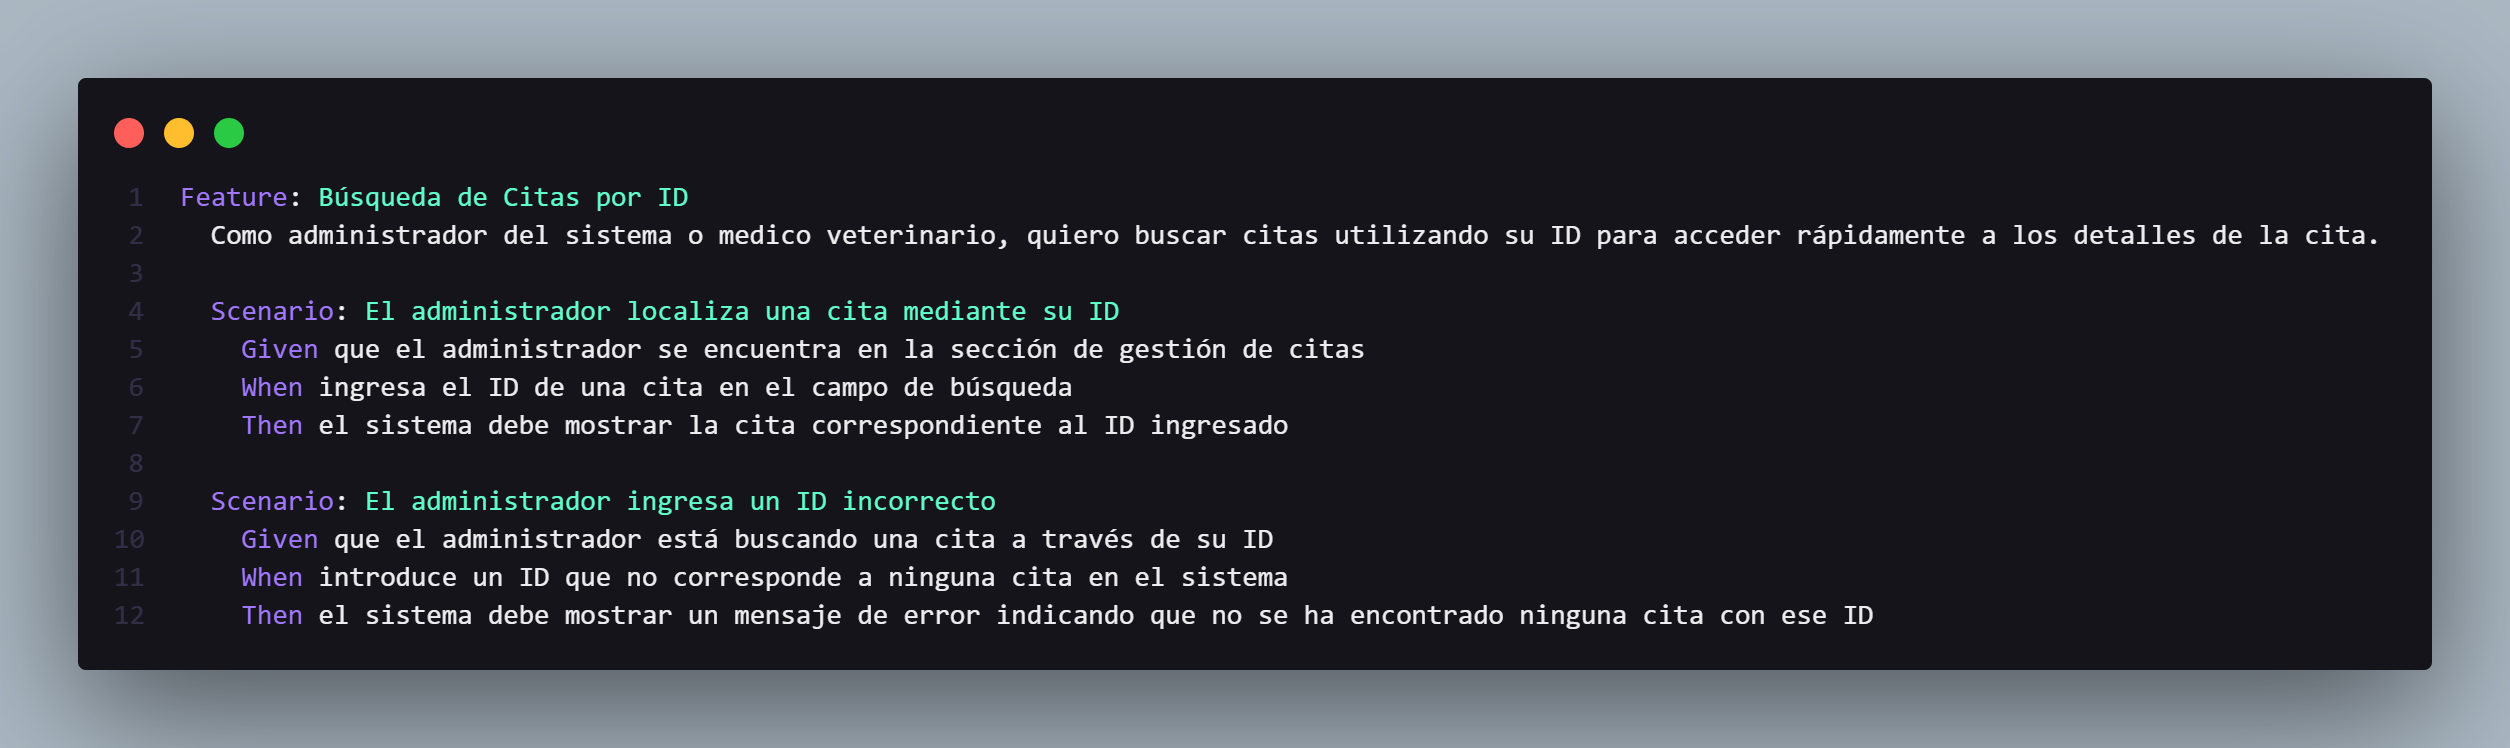 1 Feature: Búsqueda de Citas por ID
2 Como administrador del sistema o medico veterinario, quiero buscar citas utilizando su ID para acceder rápidamente a los detalles de la cita.
3
4 Scenario: El administrador localiza una cita mediante su ID
5 Given que el administrador se encuentra en la sección de gestión de citas
6 When ingresa el ID de una cita en el campo de búsqueda
7 Then el sistema debe mostrar la cita correspondiente al ID ingresado
8
9 Scenario: El administrador ingresa un ID incorrecto
10 Given que el administrador está buscando una cita a través de su ID
11 When introduce un ID que no corresponde a ninguna cita en el sistema
12 Then el sistema debe mostrar un mensaje de error indicando que no se ha encontrado ninguna cita con ese ID